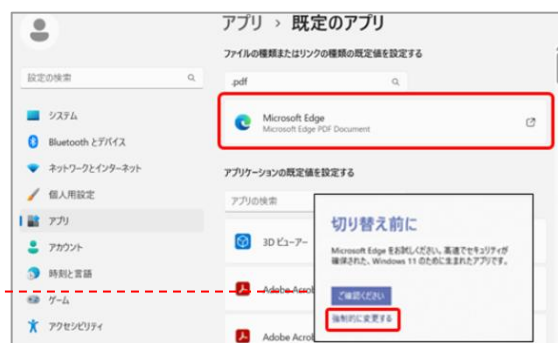 アプリ › 既定のアプリ
ファイルの種類またはリンクの種類の既定値を設定する
設定の検索
.pdf
Microsoft Edge
Microsoft Edge PDF Document
システム
Bluetooth とデバイス
ネットワークとインターネット
個人用設定
アプリ
アカウント
時刻と言語
ゲーム
アクセシビリティ
アプリケーションの既定値を設定する
アプリの検索
3D ビューアー
Adobe Acrol
Adobe Acrol
切り替え前に
Microsoft Edge をお試しください。高速でセキュリティが
確保された、Windows 11 のために生まれたアプリです。
ご確認ください
強制的に変更する